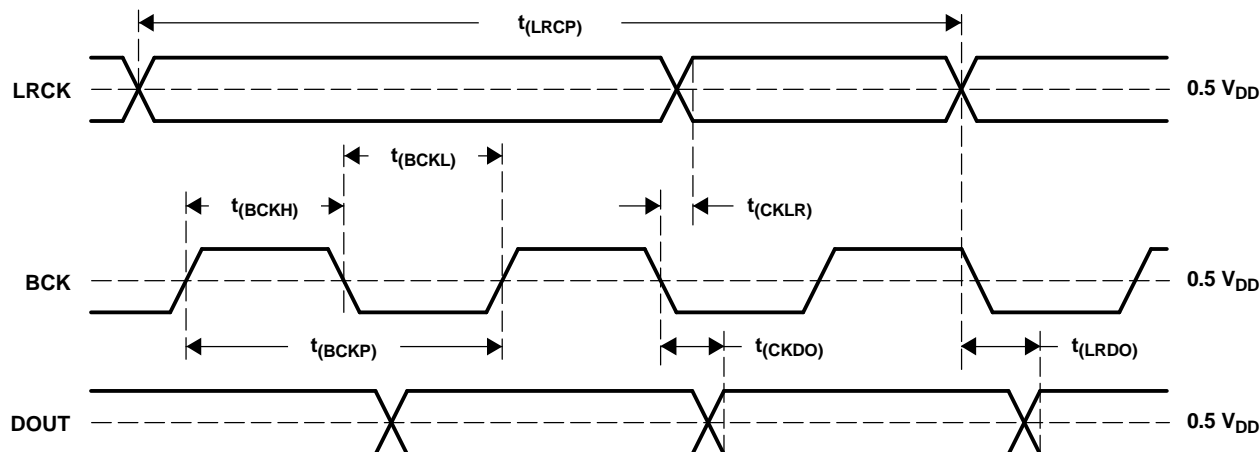 t(LRCP)
LRCK
0.5 VDD
t(BCKL)
t(BCKH)
t(CKLR)
BCK
0.5 VDD
t(BCKP)
t(CKDO)
t(LRDO)
DOUT
0.5 VDD